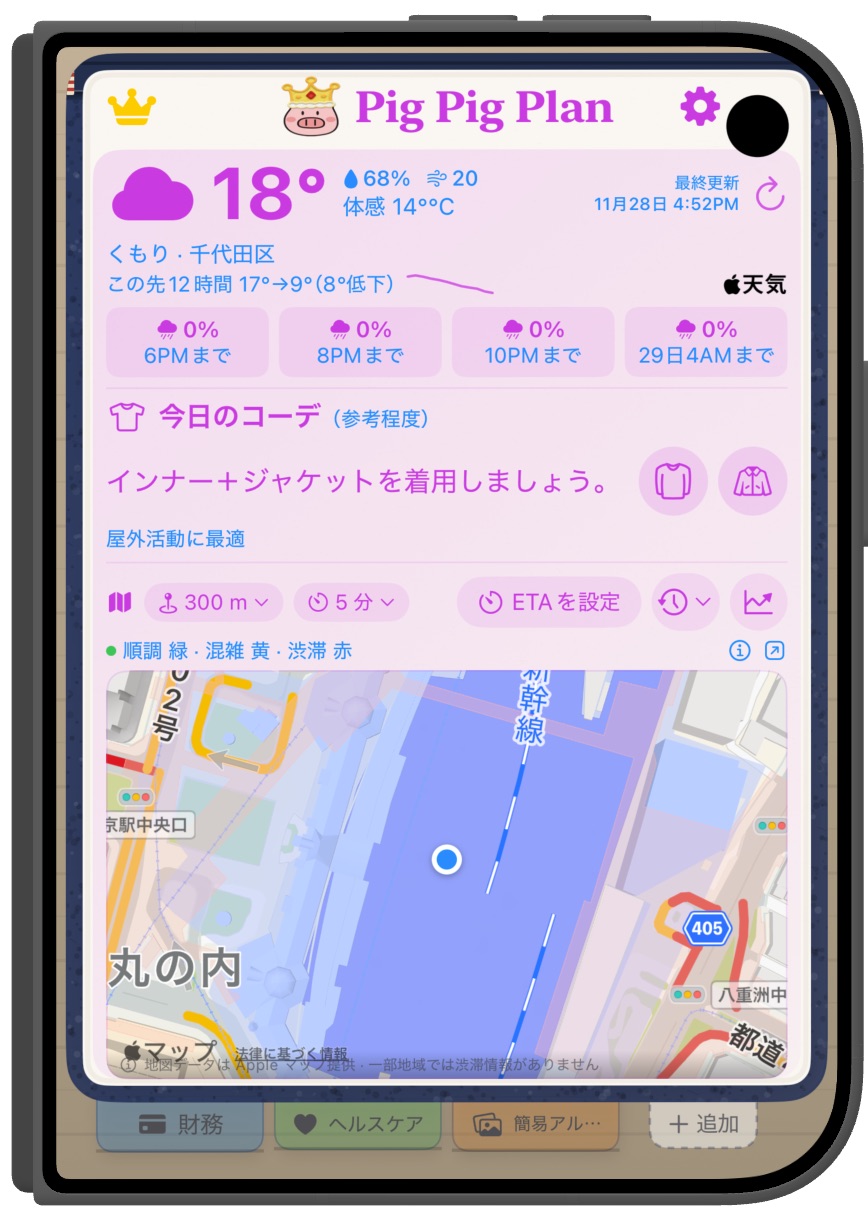 Pig Pig Plan
18° 68% 20
体感 14°°C
最終更新
11月28日 4:52PM
くもり · 千代田区
この先12時間 17°→9°(8°低下)
天気
0% 0% 0% 0%
6PMまで 8PMまで 10PMまで 29日4AMまで
今日のコーデ (参考程度)
インナー+ジャケットを着用しましょう。
屋外活動に最適
300 m 5 分 ETAを設定
順調 緑 · 混雑 黄 · 渋滞 赤
新幹線
2号
京駅中央口
405
丸の内
八重洲中
都道
マップ 法律に基づく情報
地図データは Apple マップ提供 · 一部地域では渋滞情報がありません
財務 ヘルスケア 簡易アル… + 追加